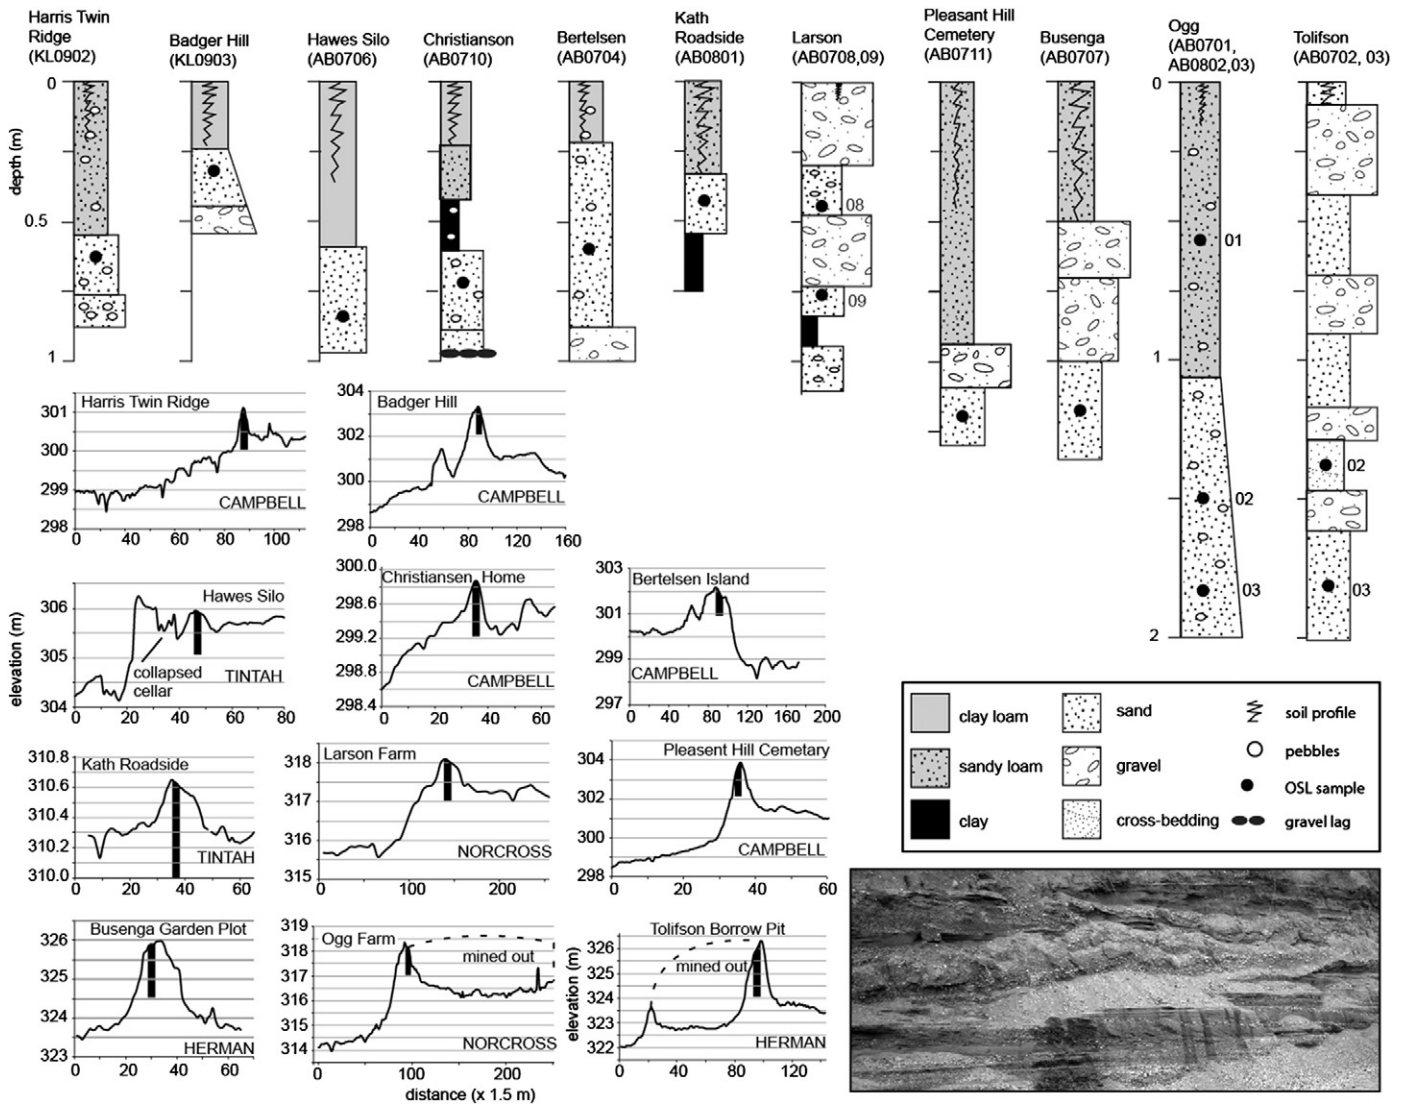 Harris Twin
Ridge
(KL0902)
Badger Hill
(KL0903)
Hawes Silo
(AB0706)
Christianson
(AB0710)
Bertelsen
(AB0704)
Kath
Roadside
(AB0801)
Larson
(AB0708,09)
Pleasant Hill
Cemetery
(AB0711)
Busenga
(AB0707)
Ogg
(AB0701,
AB0802,03)
Tolifson
(AB0702, 03)
0
0.5
1
depth (m)
08
09
0
1
2
01
02
03
02
03
Harris Twin Ridge
301
300
299
298
CAMPBELL
0 20 40 60 80 100
Badger Hill
304
302
300
298
CAMPBELL
0 40 80 120 160
elevation (m)
Hawes Silo
306
305
304
collapsed
cellar
TINTAH
0 20 40 60 80
Christiansen Home
300.0
298.6
299.2
298.8
298.4
CAMPBELL
0 20 40 60
Bertelsen Island
303
301
299
297
CAMPBELL
0 40 80 120 160 200
clay loam
sandy loam
clay
sand
gravel
cross-bedding
soil profile
pebbles
OSL sample
gravel lag
Kath Roadside
310.8
310.6
310.4
310.2
310.0
TINTAH
0 20 40 60
Larson Farm
318
317
316
315
NORCROSS
0 100 200
Pleasent Hill Cemetary
304
302
300
298
CAMPBELL
0 20 40 60
Busenga Garden Plot
326
325
324
323
HERMAN
0 20 40 60
Ogg Farm
319
318
317
316
315
314
mined out
NORCROSS
0 100 200
distance (x 1.5 m)
Tolifson Borrow Pit
elevation (m)
326
325
324
323
322
mined out
HERMAN
0 40 80 120